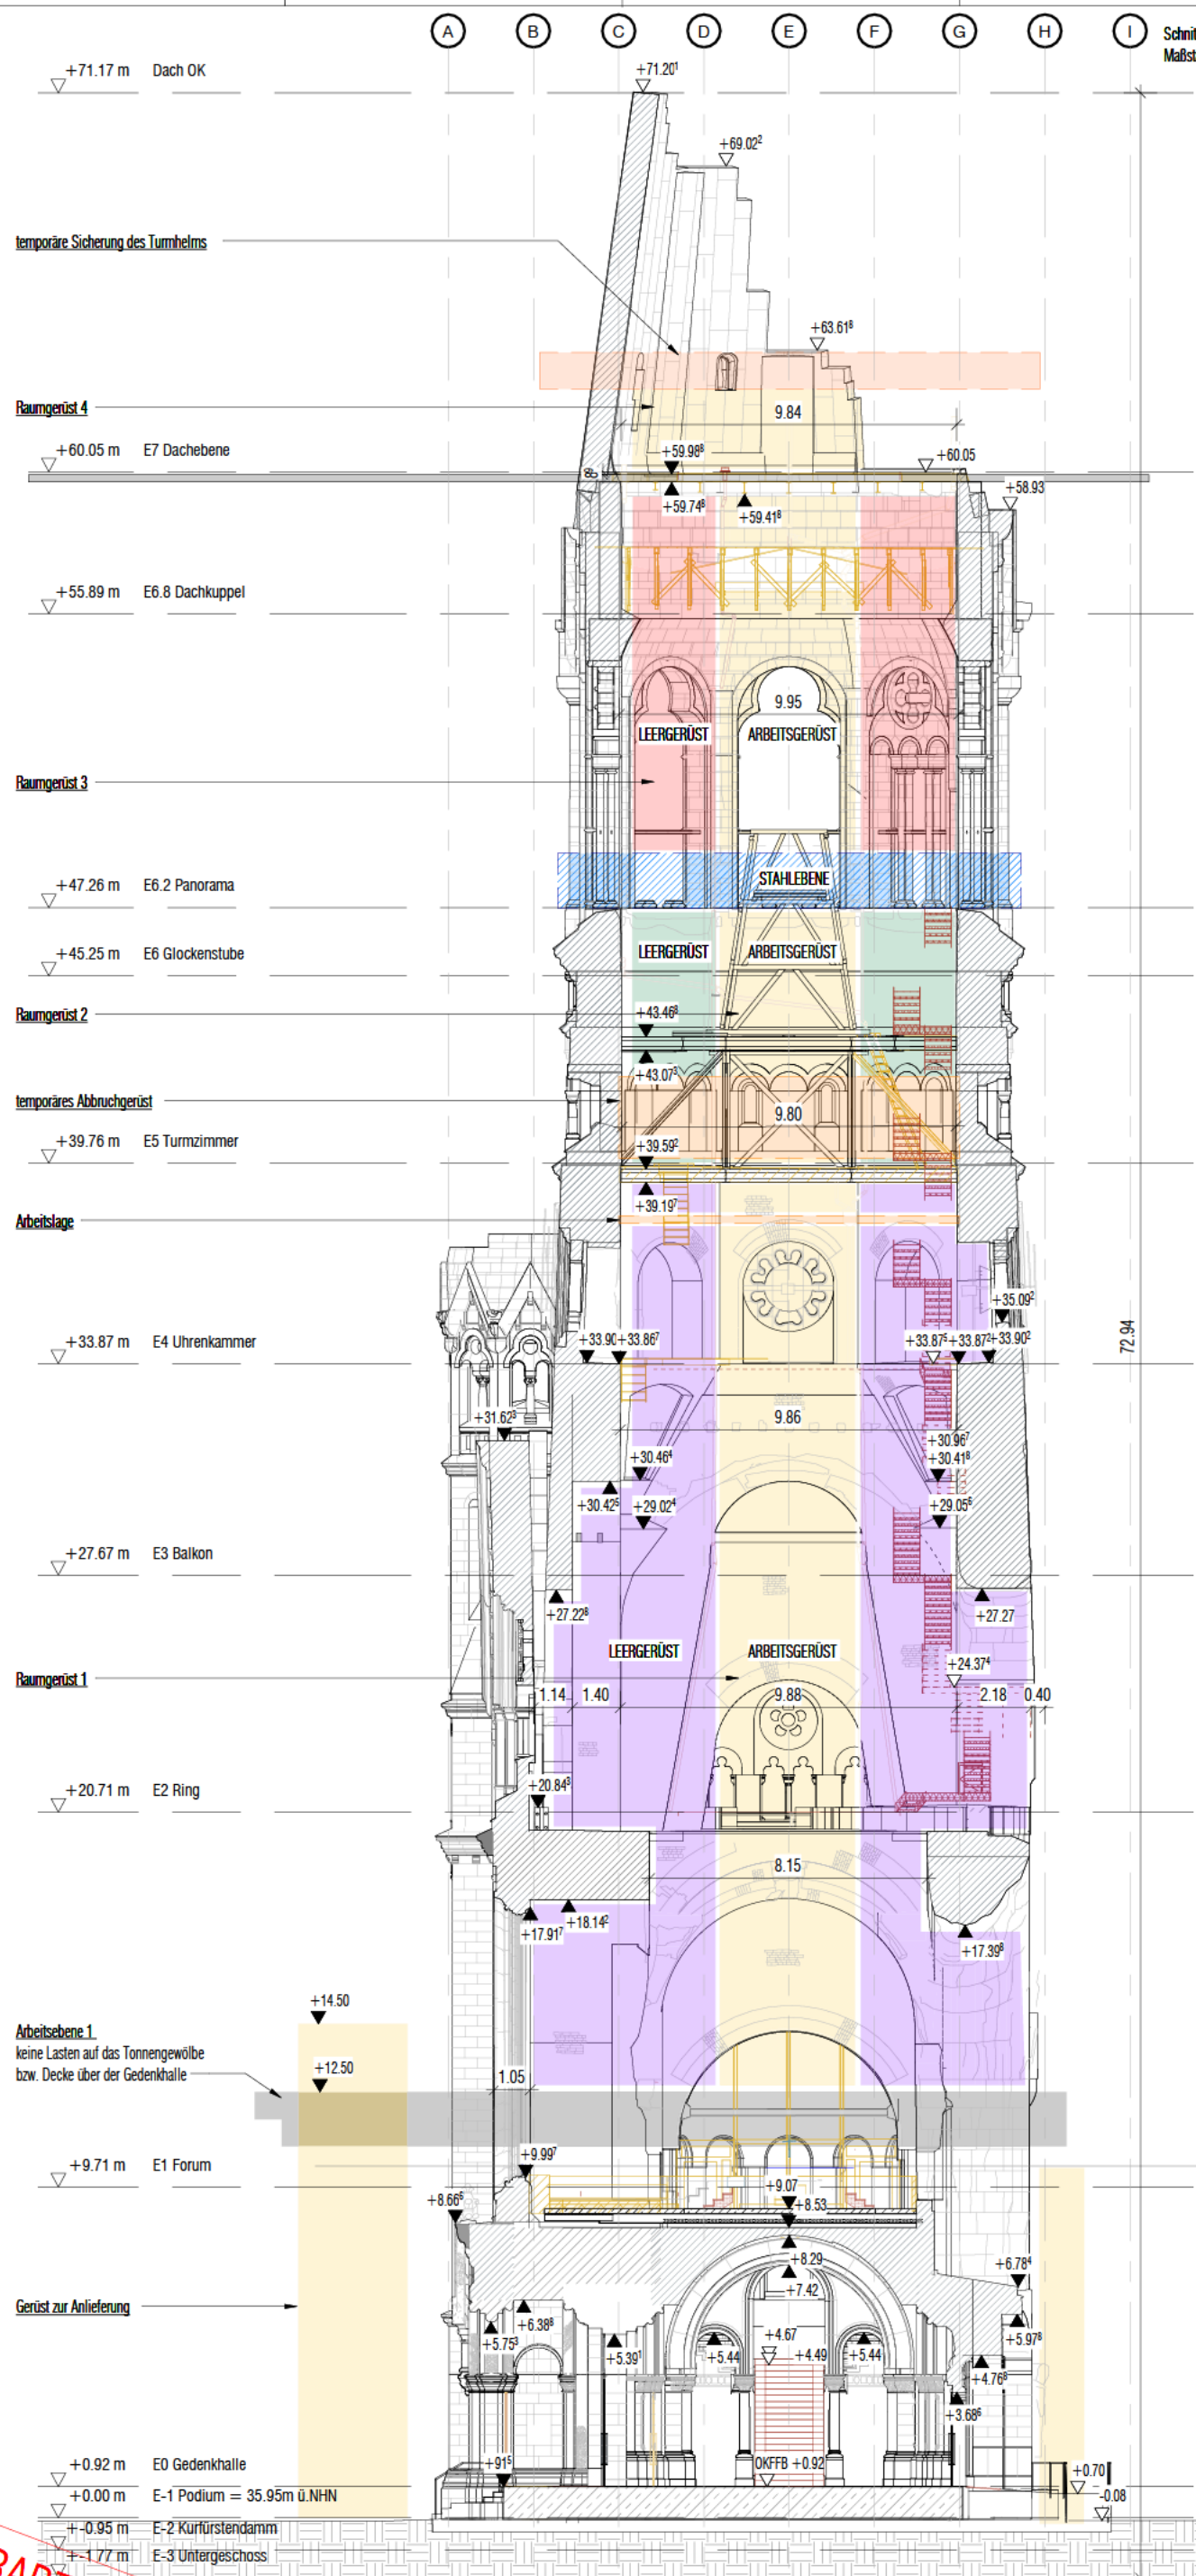 A B C D E F G H I
Schnit
Maßst
+71.17 m Dach OK
+71.20¹
+69.02²
temporäre Sicherung des Turmhelms
+63.61⁸
Raumgerüst 4
9.84
+60.05 m E7 Dachebene
+59.98⁸
+60.05
+59.74⁸
+59.41⁸
+58.93
+55.89 m E6.8 Dachkuppel
9.95
LEERGERÜST ARBEITSGERÜST
Raumgerüst 3
STAHLEBENE
+47.26 m E6.2 Panorama
LEERGERÜST ARBEITSGERÜST
+45.25 m E6 Glockenstube
Raumgerüst 2
+43.46⁸
+43.07³
temporäres Abbruchgerüst
9.80
+39.76 m E5 Turmzimmer
+39.59²
+39.19⁷
Arbeitslage
+35.09²
72.94
+33.87 m E4 Uhrenkammer
+33.90 +33.86⁷ +33.87⁵ +33.87² +33.90²
+31.62³
9.86
+30.96⁷
+30.46⁴
+30.41⁸
+30.42⁵ +29.02⁴
+29.05⁶
+27.67 m E3 Balkon
+27.22⁸
+27.27
LEERGERÜST ARBEITSGERÜST
+24.37⁴
Raumgerüst 1
1.14 1.40 9.88 2.18 0.40
+20.71 m E2 Ring
+20.84³
8.15
+17.91⁷ +18.14²
+17.39⁸
+14.50
Arbeitsebene 1
keine Lasten auf das Tonnengewölbe
bzw. Decke über der Gedenkhalle
+12.50
1.05
+9.71 m E1 Forum
+9.99⁷
+9.07
+8.66⁶
+8.53
+8.29
+7.42
+6.78⁴
Gerüst zur Anlieferung
+6.38⁸
+5.75³
+5.39¹
+5.44
+4.67
+4.49
+5.44
+5.97⁸
+4.76⁸
+3.68⁶
+0.92 m E0 Gedenkhalle
+91⁵
OKFFB +0.92
+0.70
-0.08
+0.00 m E-1 Podium = 35.95m ü.NHN
+-0.95 m E-2 Kurfürstendamm
+-1.77 m E-3 Untergeschoss